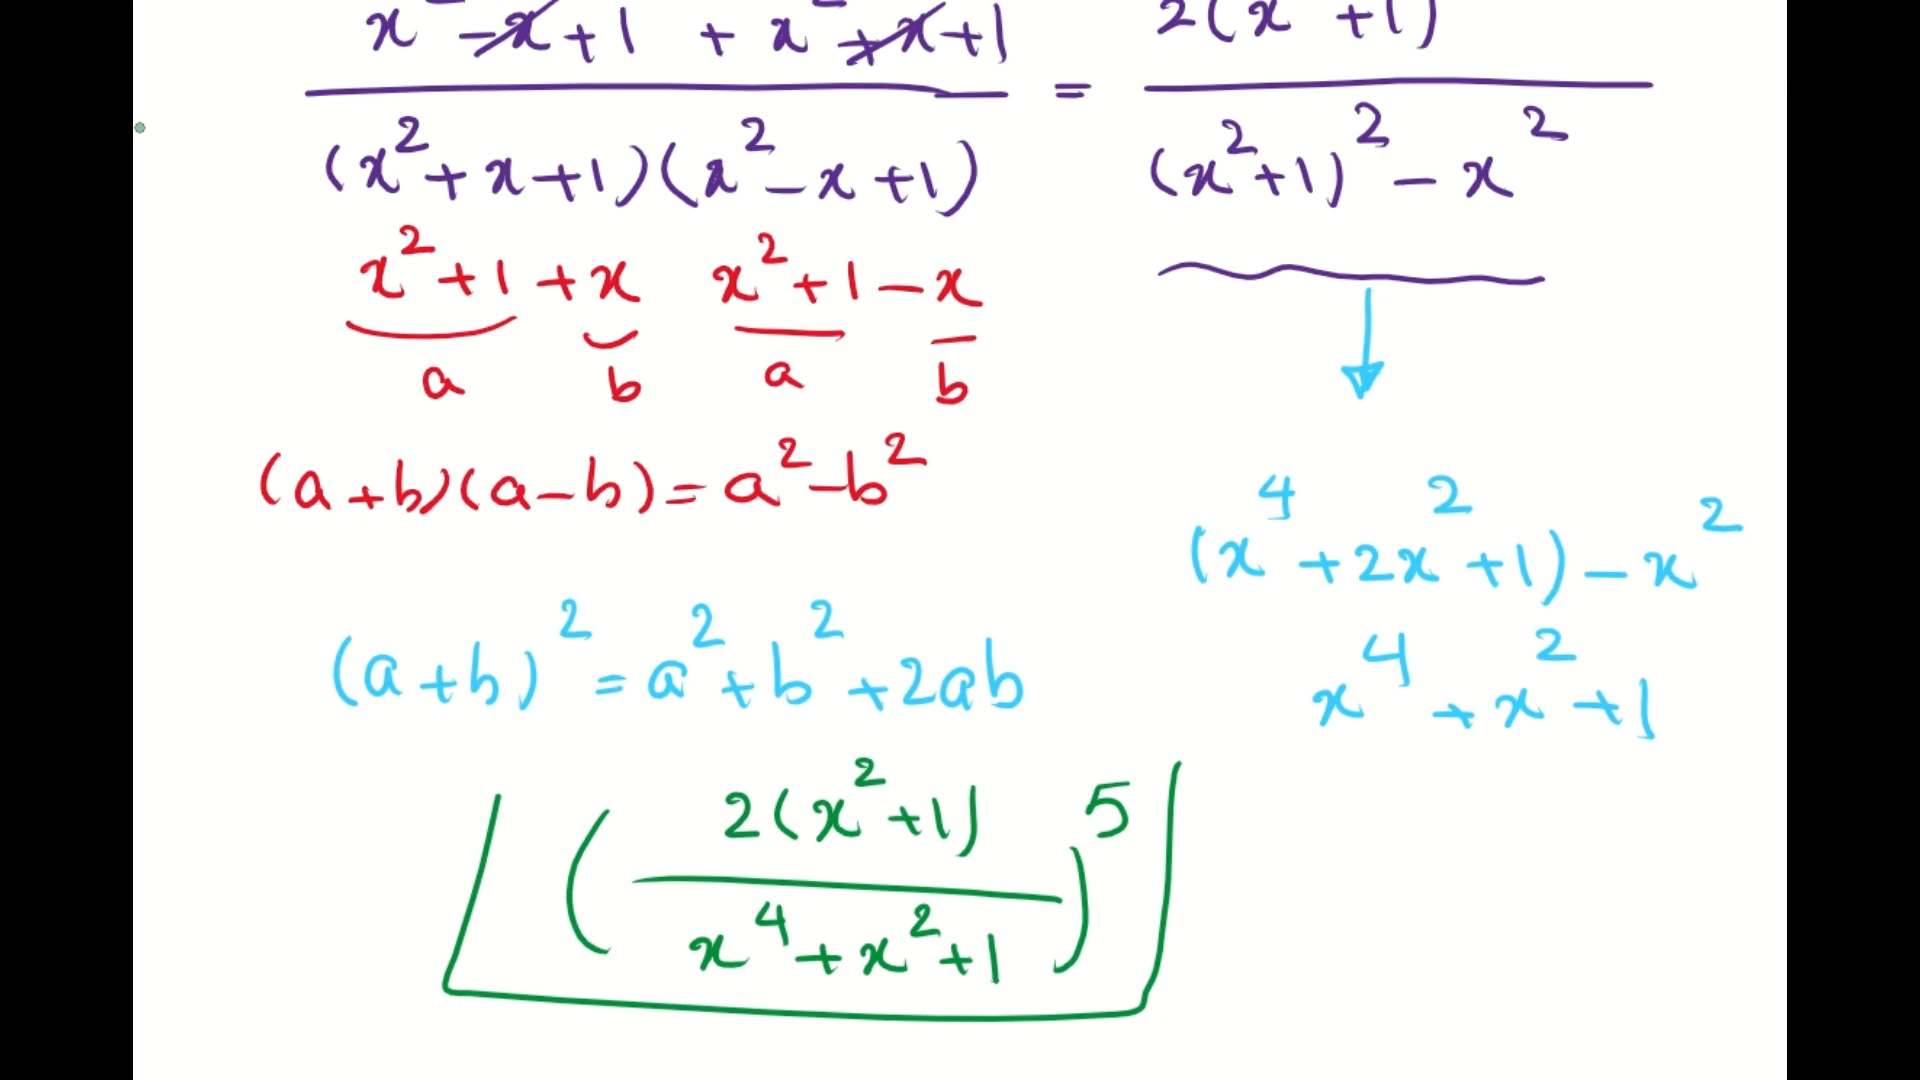 x² - x + 1 + x² + x + 1 = 2(x² + 1)
(x² + x + 1)(x² - x + 1) (x² + 1)² - x²
x² + 1 + x x² + 1 - x
a b a b
(a + b)(a - b) = a² - b²
(x⁴ + 2x² + 1) - x²
(a + b)² = a² + b² + 2ab
x⁴ + x² + 1
(2(x² + 1) / x⁴ + x² + 1)⁵